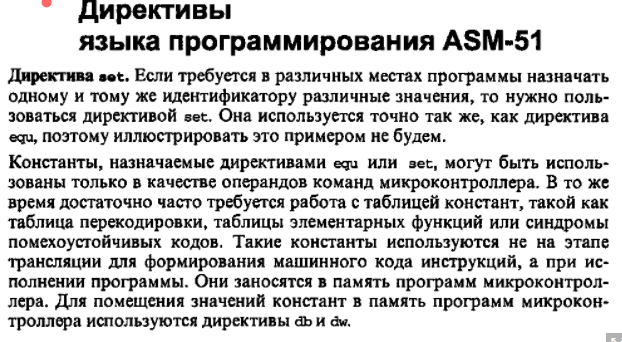 Директивы
языка программирования ASM-51
Директива set. Если требуется в различных местах программы назначать
одному и тому же идентификатору различные значения, то нужно поль-
зоваться директивой set. Она используется точно так же, как директива
equ, поэтому иллюстрировать это примером не будем.
Константы, назначаемые директивами equ или set, могут быть исполь-
зованы только в качестве операндов команд микроконтроллера. В то же
время достаточно часто требуется работа с таблицей констант, такой как
таблица перекодировки, таблицы элементарных функций или синдромы
помехоустойчивых кодов. Такие константы используются не на этапе
трансляции для формирования машинного кода инструкций, а при ис-
полнении программы. Они заносятся в память программ микроконтрол-
лера. Для помещения значений констант в память программ микрокон-
троллера используются директивы db и dw.
5